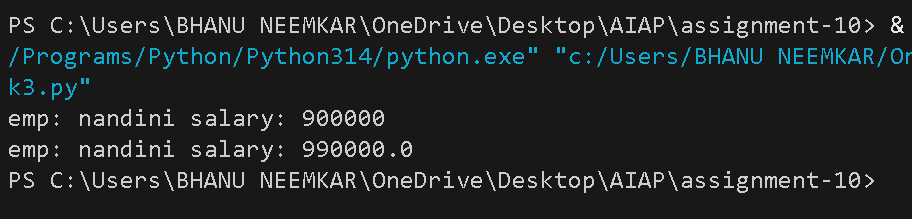 PS C:\Users\BHANU NEEMKAR\OneDrive\Desktop\AIAP\assignment-10> &
/Programs/Python/Python314/python.exe" "c:/Users/BHANU NEEMKAR/On
k3.py"
emp: nandini salary: 900000
emp: nandini salary: 990000.0
PS C:\Users\BHANU NEEMKAR\OneDrive\Desktop\AIAP\assignment-10>